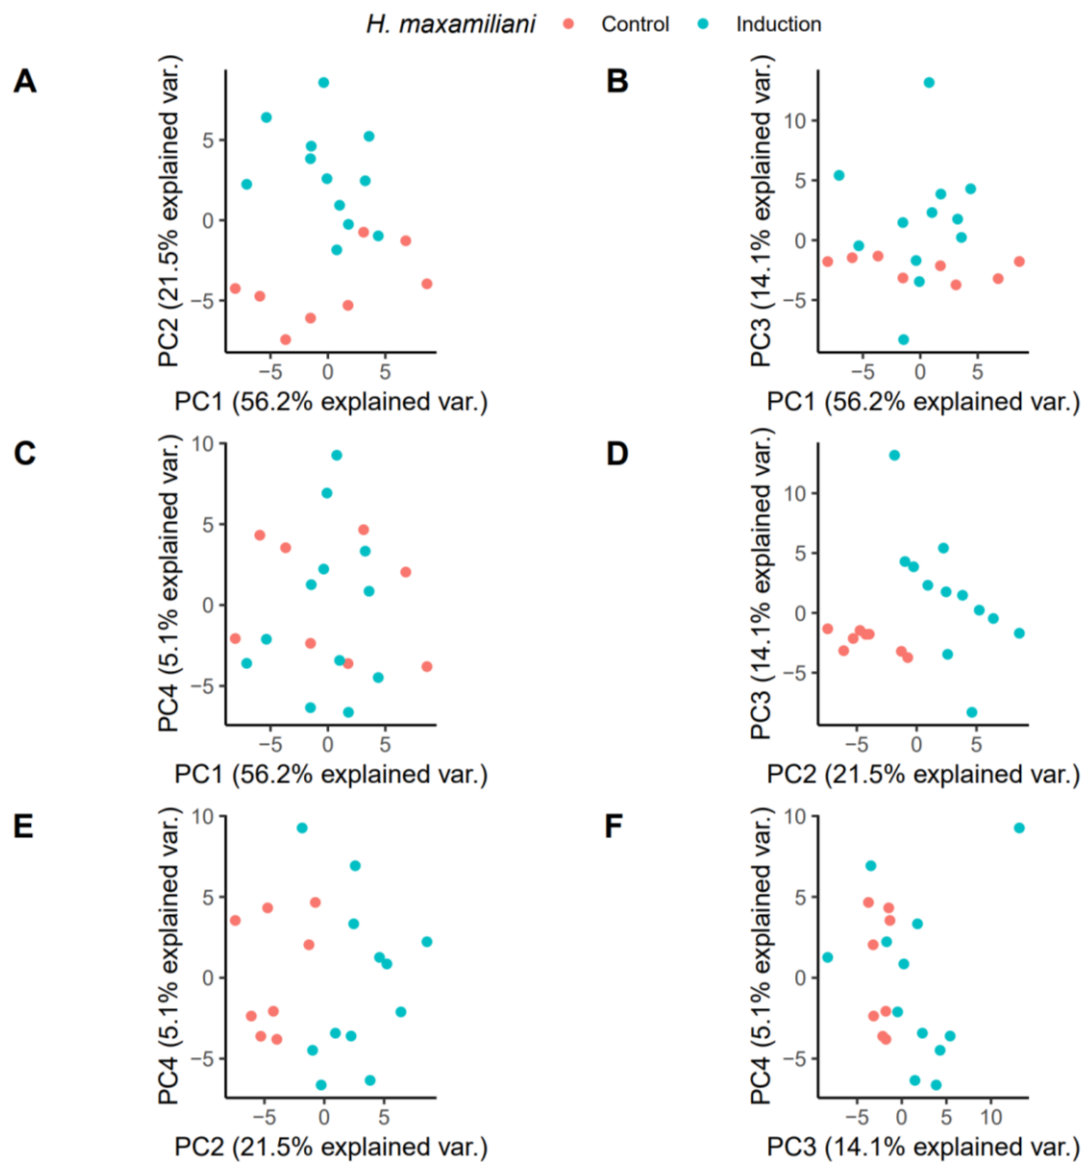 H. maxamiliani Control Induction
A
PC2 (21.5% explained var.)
5
0
−5
−5 0 5
PC1 (56.2% explained var.)
B
PC3 (14.1% explained var.)
10
5
0
−5
−5 0 5
PC1 (56.2% explained var.)
C
PC4 (5.1% explained var.)
10
5
0
−5
−5 0 5
PC1 (56.2% explained var.)
D
PC3 (14.1% explained var.)
10
5
0
−5
−5 0 5
PC2 (21.5% explained var.)
E
PC4 (5.1% explained var.)
10
5
0
−5
−5 0 5
PC2 (21.5% explained var.)
F
PC4 (5.1% explained var.)
10
5
0
−5
−5 0 5 10
PC3 (14.1% explained var.)